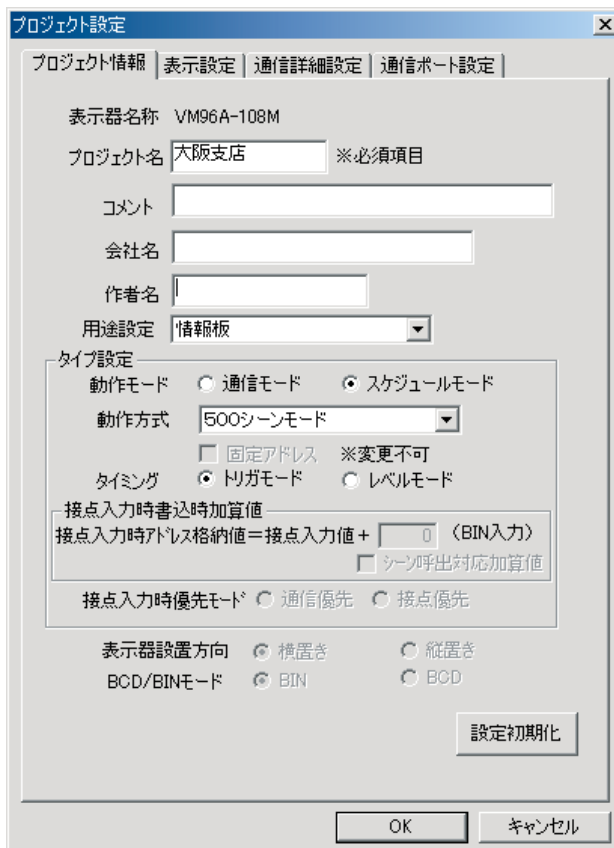 プロジェクト設定
プロジェクト情報 表示設定 通信詳細設定 通信ポート設定
表示器名称 VM96A-108M
プロジェクト名 大阪支店 ※必須項目
コメント
会社名
作者名
用途設定 情報板
タイプ設定
動作モード 通信モード スケジュールモード
動作方式 500シーンモード
固定アドレス ※変更不可
タイミング トリガモード レベルモード
接点入力時書込時加算値
接点入力時アドレス格納値=接点入力値+ 0 (BIN入力)
シーン呼出対応加算値
接点入力時優先モード 通信優先 接点優先
表示器設置方向 横置き 縦置き
BCD/BINモード BIN BCD
設定初期化
OK キャンセル